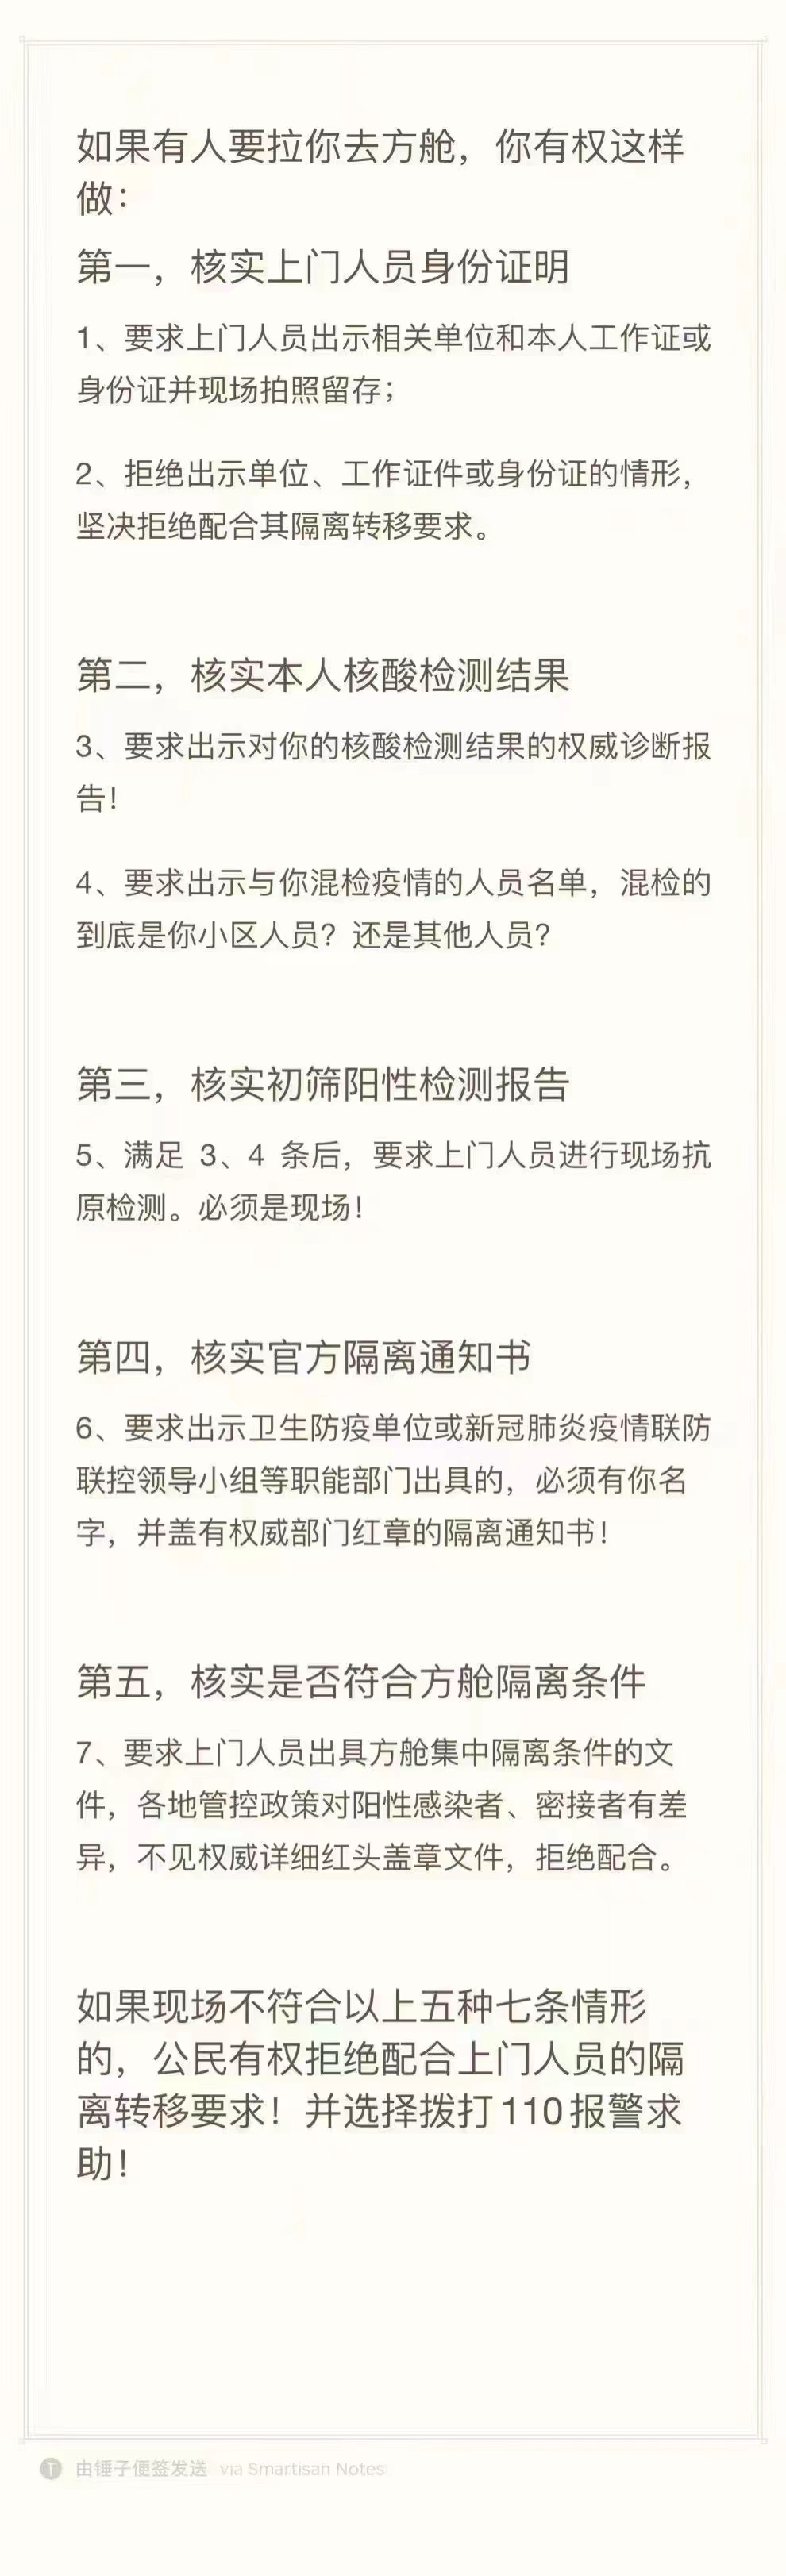 如果有人要拉你去方舱，你有权这样
做：
第一，核实上门人员身份证明
1、要求上门人员出示相关单位和本人工作证或
身份证并现场拍照留存；
2、拒绝出示单位、工作证件或身份证的情形，
坚决拒绝配合其隔离转移要求。
第二，核实本人核酸检测结果
3、要求出示对你的核酸检测结果的权威诊断报
告！
4、要求出示与你混检疫情的人员名单，混检的
到底是你小区人员？还是其他人员？
第三，核实初筛阳性检测报告
5、满足 3、4 条后，要求上门人员进行现场抗
原检测。必须是现场！
第四，核实官方隔离通知书
6、要求出示卫生防疫单位或新冠肺炎疫情联防
联控领导小组等职能部门出具的，必须有你名
字，并盖有权威部门红章的隔离通知书！
第五，核实是否符合方舱隔离条件
7、要求上门人员出具方舱集中隔离条件的文
件，各地管控政策对阳性感染者、密接者有差
异，不见权威详细红头盖章文件，拒绝配合。
如果现场不符合以上五种七条情形
的，公民有权拒绝配合上门人员的隔
离转移要求！并选择拨打110报警求
助！
T 由锤子便签发送 via Smartisan Notes